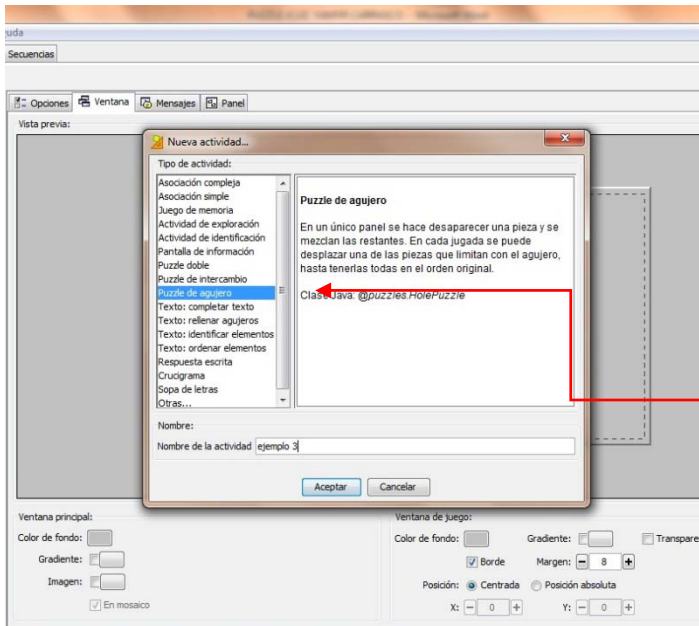 uda
Secuencias
Opciones Ventana Mensajes Panel
Vista previa:
Nueva actividad...
Tipo de actividad:
Asociación compleja
Asociación simple
Juego de memoria
Actividad de exploración
Actividad de identificación
Pantalla de información
Puzzle doble
Puzzle de intercambio
Puzzle de agujero
Texto: completar texto
Texto: rellenar agujeros
Texto: identificar elementos
Texto: ordenar elementos
Respuesta escrita
Crucigrama
Sopa de letras
Otras...
Puzzle de agujero
En un único panel se hace desaparecer una pieza y se
mezclan las restantes. En cada jugada se puede
desplazar una de las piezas que limitan con el agujero,
hasta tenerlas todas en el orden original.
Clase Java: @puzzles.HolePuzzle
Nombre:
Nombre de la actividad ejemplo 3
Aceptar Cancelar
Ventana principal:
Color de fondo:
Gradiente:
Imagen:
En mosaico
Ventana de juego:
Color de fondo: Gradiente: Transpare
Borde Margen: 8
Posición: Centrada Posición absoluta
X: 0 Y: 0